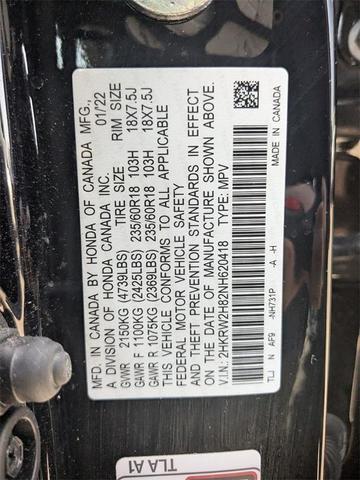 MFD. IN CANADA BY HONDA OF CANADA MFG.,
A DIVISION OF HONDA CANADA INC. 01/22
TIRE SIZE RIM SIZE
GVWR 2150KG (4739LBS)
GAWR F 1100KG (2425LBS) 235/60R18 103H 18X7.5J
GAWR R 1075KG (2369LBS) 235/60R18 103H 18X7.5J
THIS VEHICLE CONFORMS TO ALL APPLICABLE
FEDERAL MOTOR VEHICLE SAFETY
AND THEFT PREVENTION STANDARDS IN EFFECT
ON THE DATE OF MANUFACTURE SHOWN ABOVE.
V.I.N.: 2HKRW2H82NH620418 TYPE: MPV
TLJ N AF9 -NH731P -A -H
MADE IN CANADA
TLA A1